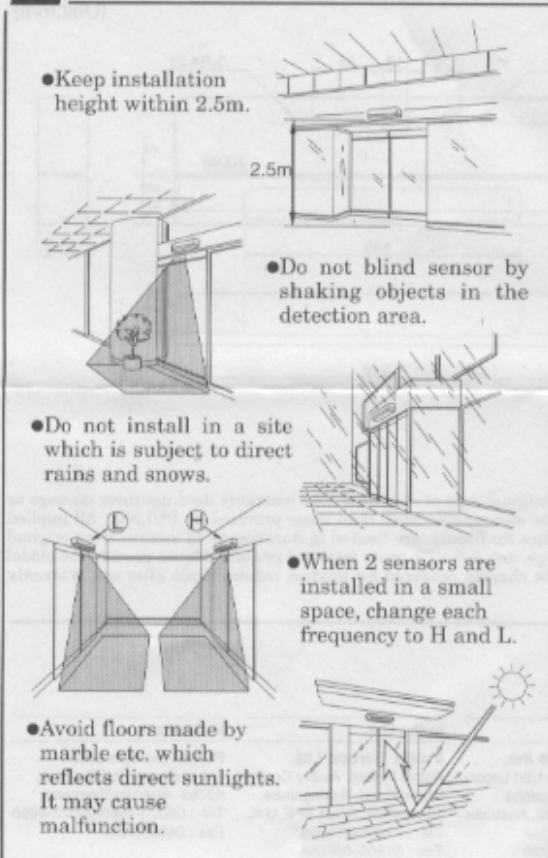 ●Keep installation
height within 2.5m.
2.5m
●Do not blind sensor by
shaking objects in the
detection area.
●Do not install in a site
which is subject to direct
rains and snows.
L H
●When 2 sensors are
installed in a small
space, change each
frequency to H and L.
●Avoid floors made by
marble etc. which
reflects direct sunlights.
It may cause
malfunction.